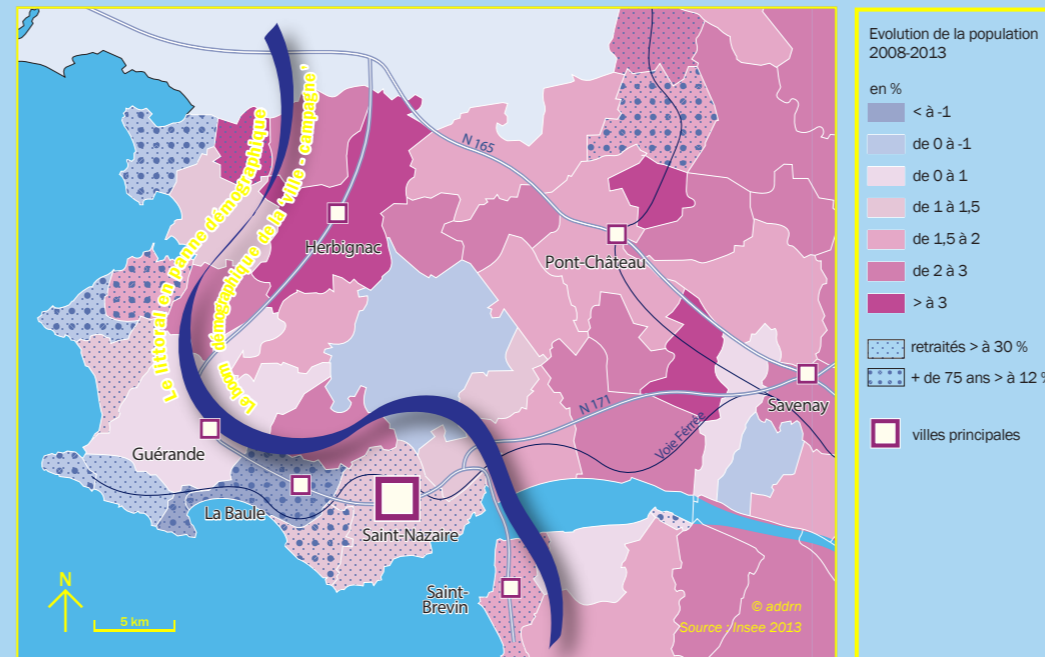 Le littoral en panne démographique
Le boom démographique de la ville - campagne -
N 165
Herbignac
Pont-Château
N 171
Savenay
Voie Ferrée
Guérande
La Baule
Saint-Nazaire
Saint-
Brevin
N
5 km
© addrn
Source : Insee 2013
Evolution de la population
2008-2013
en %
< à -1
de 0 à -1
de 0 à 1
de 1 à 1,5
de 1,5 à 2
de 2 à 3
> à 3
retraités > à 30 %
+ de 75 ans > à 12 %
villes principales